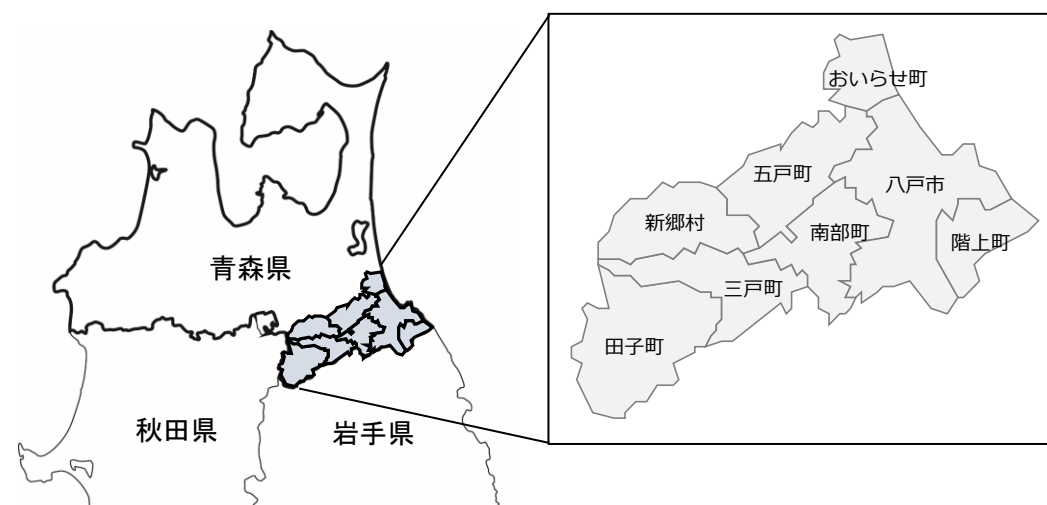 青森県
秋田県
岩手県
おいらせ町
五戸町
八戸市
新郷村
南部町
階上町
三戸町
田子町